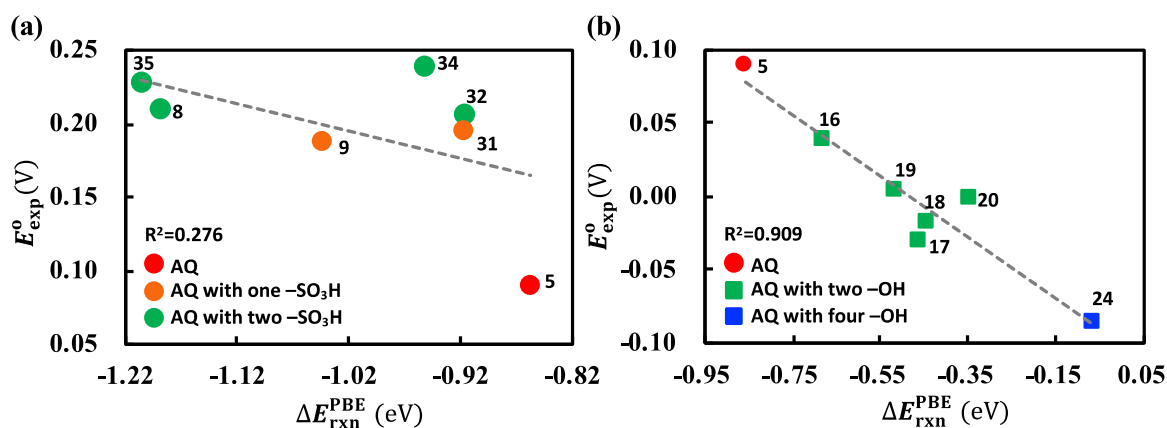 (a)
0.25
0.20
0.15
0.10
0.05
E°exp (V)
35
8
34
32
31
9
5
R²=0.276
AQ
AQ with one –SO₃H
AQ with two –SO₃H
-1.22 -1.12 -1.02 -0.92 -0.82
ΔE^PBE_rxn (eV)
(b)
0.10
0.05
0.00
-0.05
-0.10
E°exp (V)
5
16
19
18
20
17
24
R²=0.909
AQ
AQ with two –OH
AQ with four –OH
-0.95 -0.75 -0.55 -0.35 -0.15 0.05
ΔE^PBE_rxn (eV)